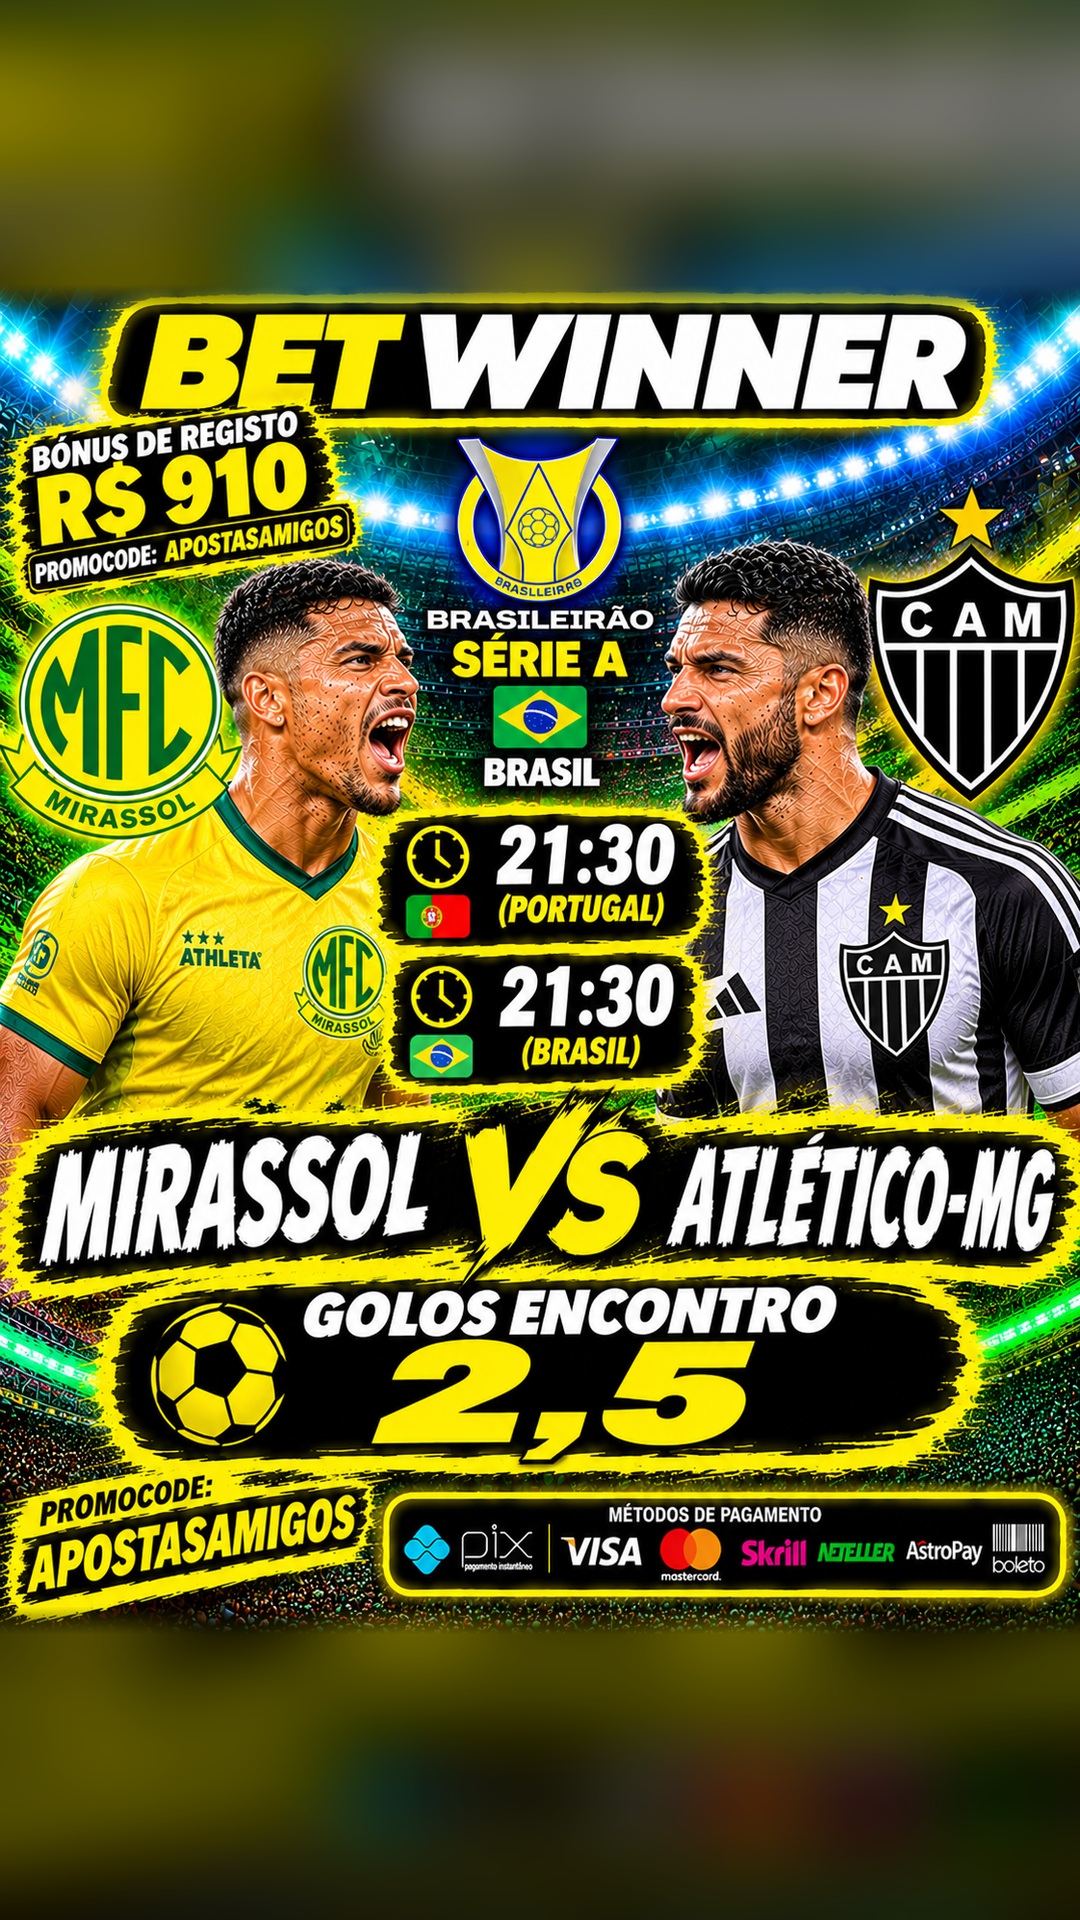 BET WINNER
BÓNUS DE REGISTO
R$ 910
PROMOCODE: APOSTASAMIGOS
BRASLLEIRRG
BRASILEIRÃO
SÉRIE A
BRASIL
MFC
MIRASSOL
CAM
21:30
(PORTUGAL)
21:30
(BRASIL)
ATHLETA
MFC
MIRASSOL
CAM
MIRASSOL VS ATLÉTICO-MG
GOLOS ENCONTRO
2,5
PROMOCODE:
APOSTASAMIGOS
MÉTODOS DE PAGAMENTO
pix
pagamento instantâneo
VISA
mastercard.
Skrill
NETELLER
AstroPay
boleto